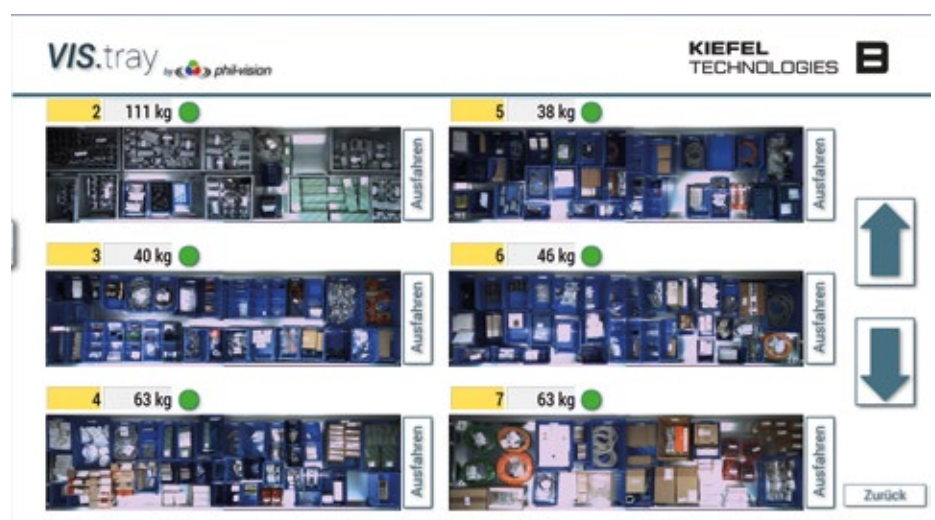 VIS.tray by phil-vision
KIEFEL
TECHNOLOGIES
2 111 kg
Ausfahren
5 38 kg
Ausfahren
3 40 kg
Ausfahren
6 46 kg
Ausfahren
4 63 kg
Ausfahren
7 63 kg
Ausfahren
Zurück